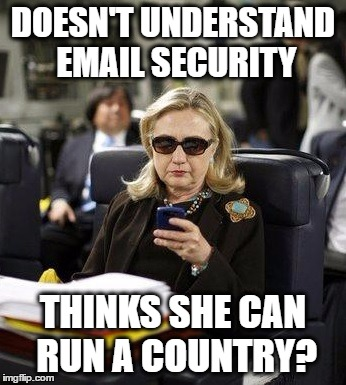 DOESN'T UNDERSTAND
EMAIL SECURITY
THINKS SHE CAN
RUN A COUNTRY?
imgflip.com